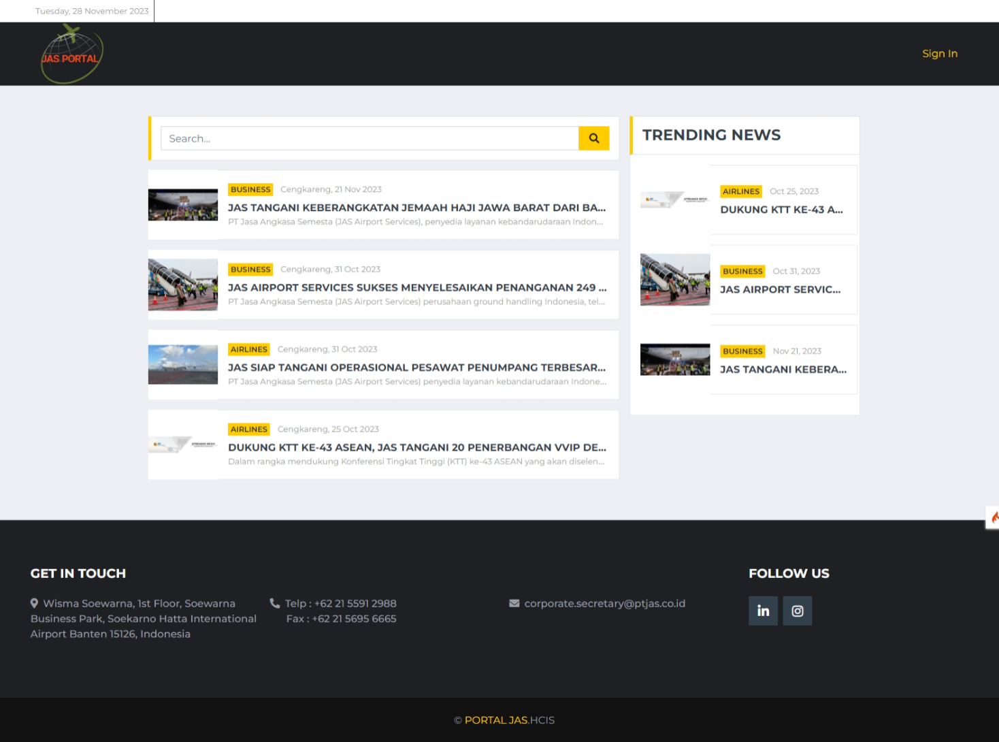 Tuesday, 28 November 2023
JAS PORTAL
Sign In
Search...
BUSINESS Cengkareng, 21 Nov 2023
JAS TANGANI KEBERANGKATAN JEMAAH HAJI JAWA BARAT DARI BA...
PT Jasa Angkasa Semesta (JAS Airport Services), penyedia layanan kebandarudaraan Indon...
BUSINESS Cengkareng, 31 Oct 2023
JAS AIRPORT SERVICES SUKSES MENYELESAIKAN PENANGANAN 249 ...
PT Jasa Angkasa Semesta (JAS Airport Services) perusahaan ground handling Indonesia, tel...
AIRLINES Cengkareng, 31 Oct 2023
JAS SIAP TANGANI OPERASIONAL PESAWAT PENUMPANG TERBESAR...
PT Jasa Angkasa Semesta (JAS Airport Services) penyedia layanan kebandarudaraan Indone...
AIRLINES Cengkareng, 25 Oct 2023
DUKUNG KTT KE-43 ASEAN, JAS TANGANI 20 PENERBANGAN VVIP DE...
Dalam rangka mendukung Konferensi Tingkat Tinggi (KTT) ke-43 ASEAN yang akan diselen...
TRENDING NEWS
AIRLINES Oct 25, 2023
DUKUNG KTT KE-43 A...
BUSINESS Oct 31, 2023
JAS AIRPORT SERVIC...
BUSINESS Nov 21, 2023
JAS TANGANI KEBERA...
GET IN TOUCH
Wisma Soewarna, 1st Floor, Soewarna
Business Park, Soekarno Hatta International
Airport Banten 15126, Indonesia
Telp : +62 21 5591 2988
Fax : +62 21 5695 6665
corporate.secretary@ptjas.co.id
FOLLOW US
in
© PORTAL JAS.HCIS